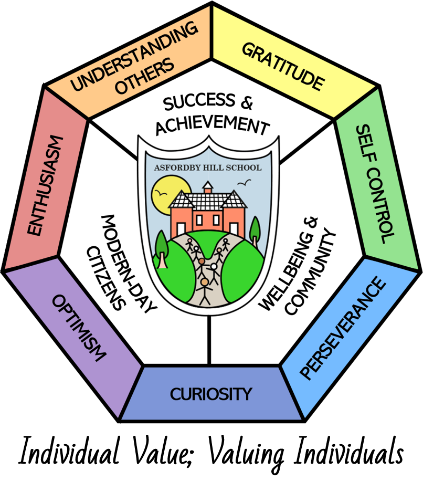 UNDERSTANDING
OTHERS
GRATITUDE
SELF CONTROL
PERSEVERANCE
CURIOSITY
OPTIMISM
ENTHUSIASM
SUCCESS &
ACHIEVEMENT
WELLBEING &
COMMUNITY
MODERN-DAY
CITIZENS
ASFORDBY HILL SCHOOL
Individual Value; Valuing Individuals